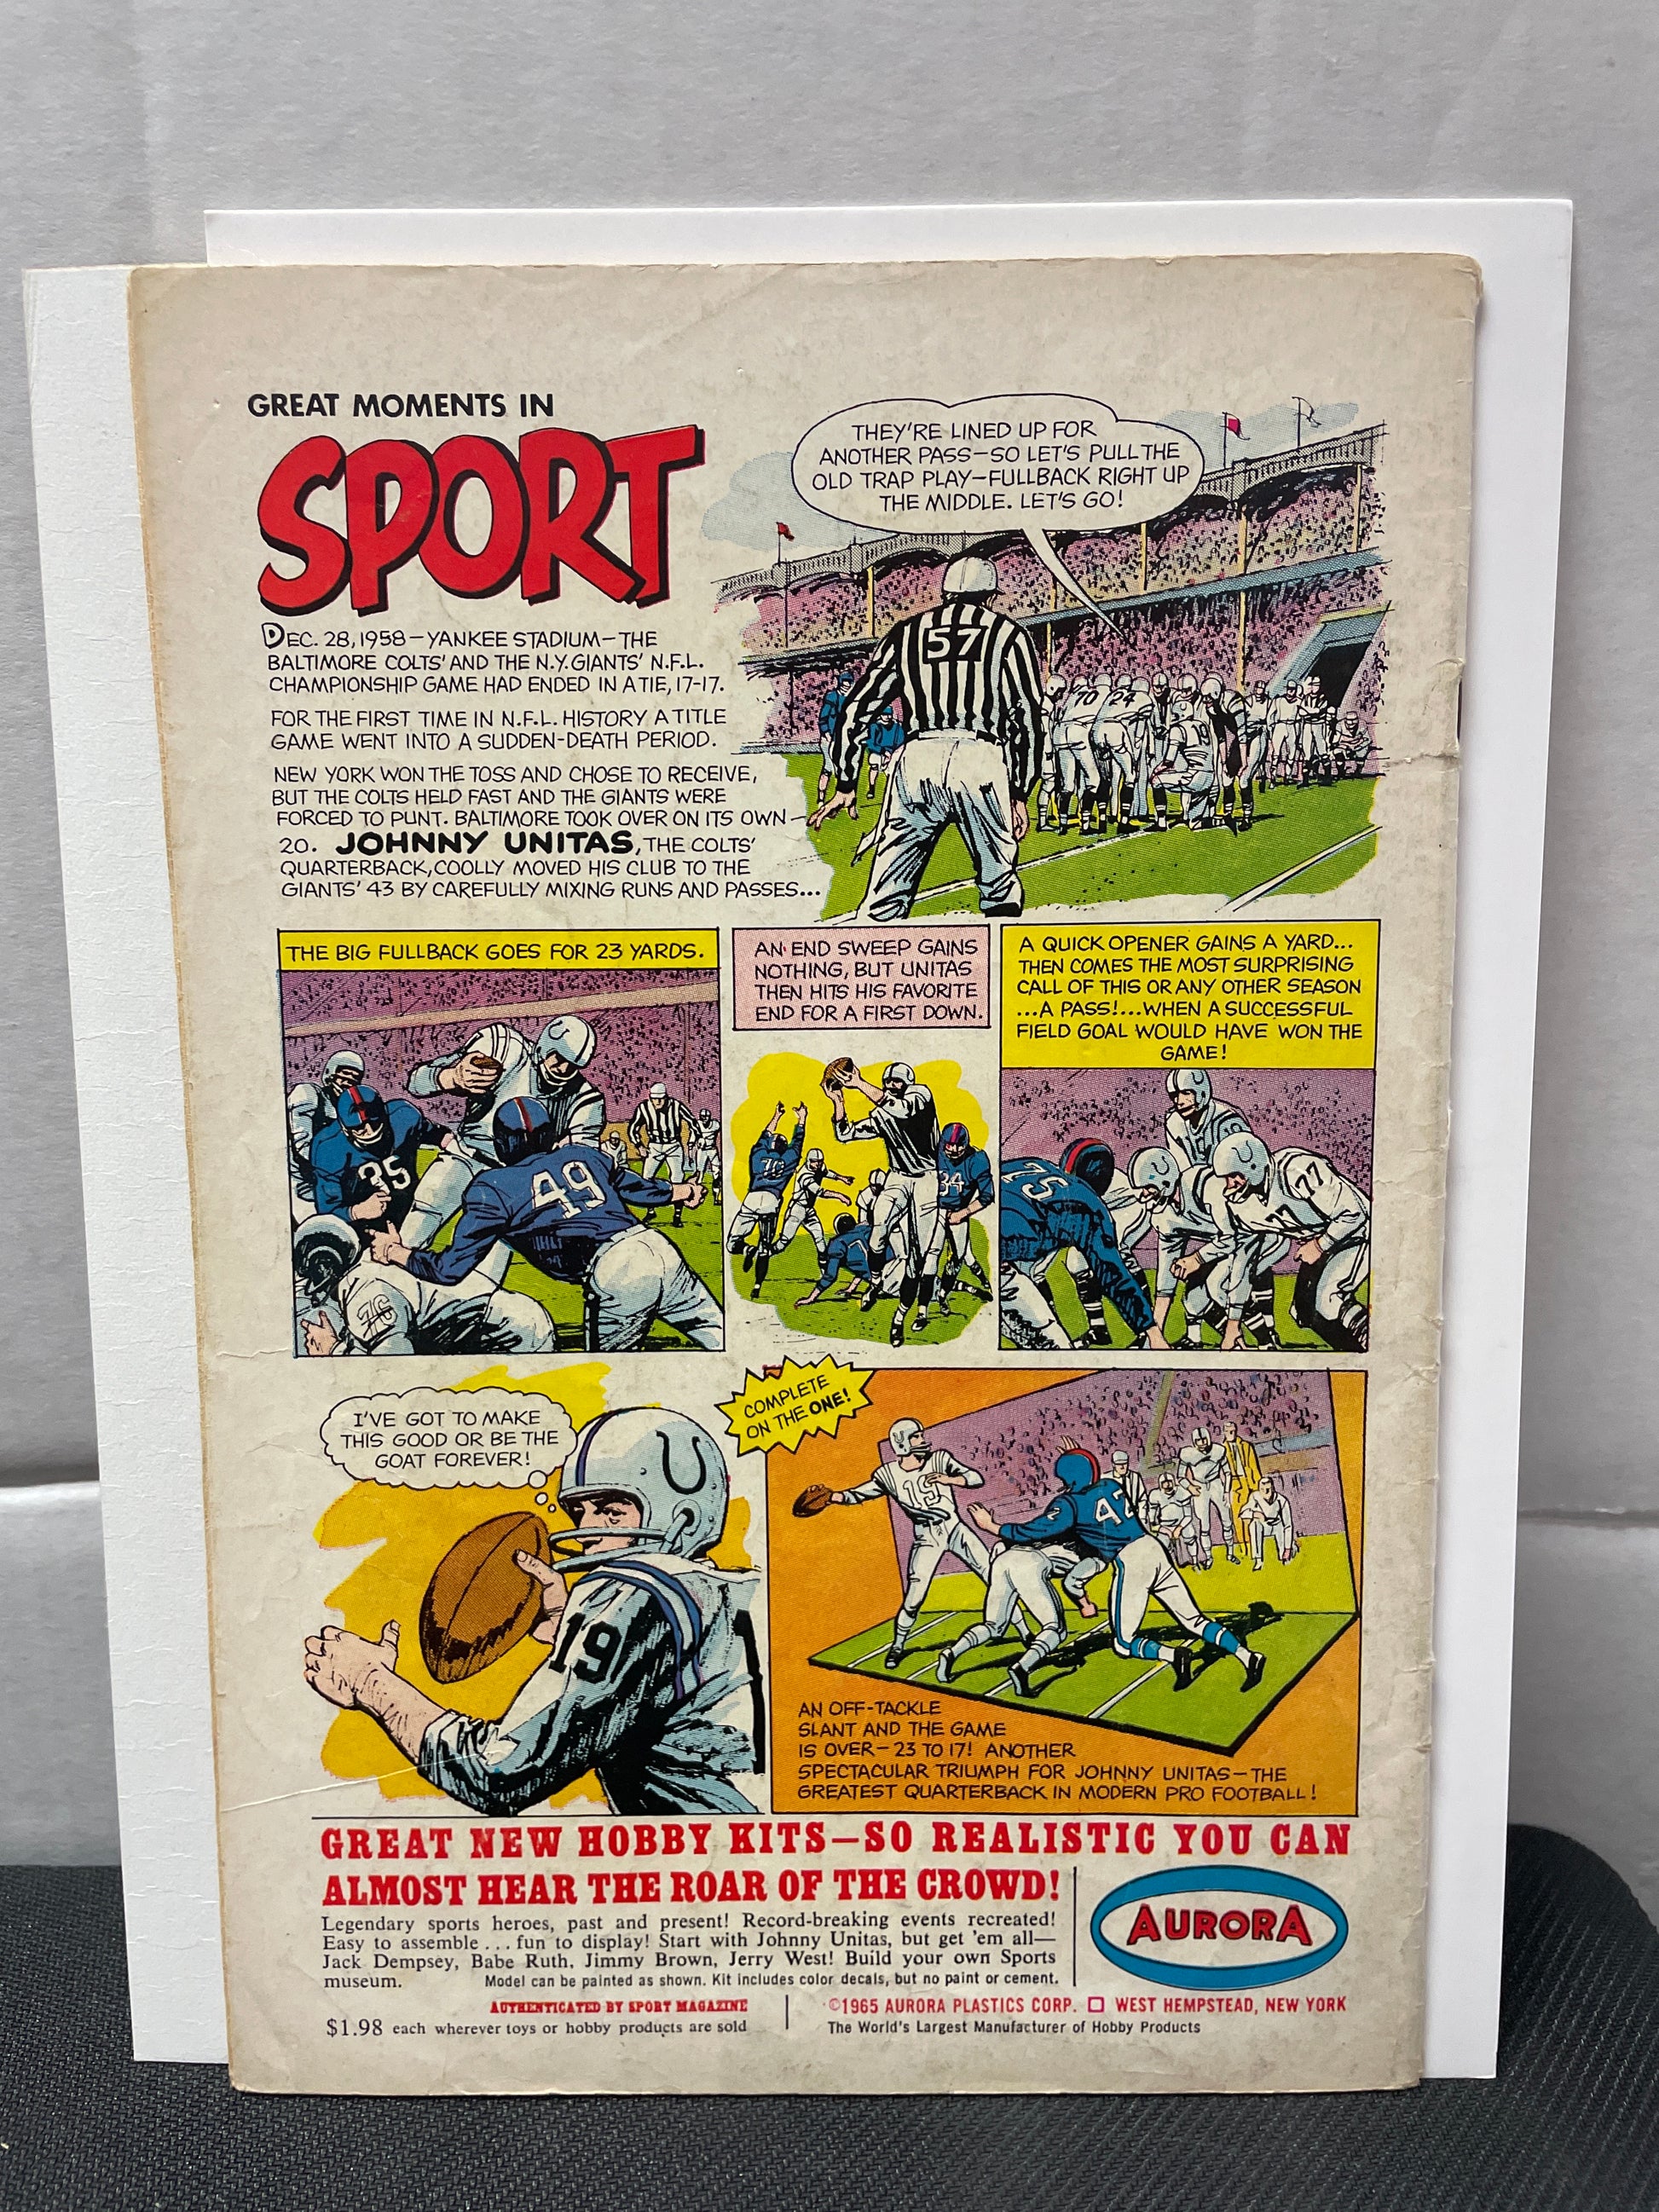 GREAT MOMENTS IN
SPORT
DEC. 28, 1958 — YANKEE STADIUM — THE
BALTIMORE COLTS' AND THE N.Y. GIANTS' N.F.L.
CHAMPIONSHIP GAME HAD ENDED IN A TIE, 17-17.
FOR THE FIRST TIME IN N.F.L. HISTORY A TITLE
GAME WENT INTO A SUDDEN-DEATH PERIOD.
NEW YORK WON THE TOSS AND CHOSE TO RECEIVE,
BUT THE COLTS HELD FAST AND THE GIANTS WERE
FORCED TO PUNT. BALTIMORE TOOK OVER ON ITS OWN
20. JOHNNY UNITAS, THE COLTS'
QUARTERBACK, COOLLY MOVED HIS CLUB TO THE
GIANTS' 43 BY CAREFULLY MIXING RUNS AND PASSES...
THEY'RE LINED UP FOR
ANOTHER PASS—SO LET'S PULL THE
OLD TRAP PLAY—FULLBACK RIGHT UP
THE MIDDLE. LET'S GO!
57
70
24
THE BIG FULLBACK GOES FOR 23 YARDS.
35
49
76
AN END SWEEP GAINS
NOTHING, BUT UNITAS
THEN HITS HIS FAVORITE
END FOR A FIRST DOWN.
84
A QUICK OPENER GAINS A YARD...
THEN COMES THE MOST SURPRISING
CALL OF THIS OR ANY OTHER SEASON
...A PASS!...WHEN A SUCCESSFUL
FIELD GOAL WOULD HAVE WON THE
GAME!
75
77
77
I'VE GOT TO MAKE
THIS GOOD OR BE THE
GOAT FOREVER!
19
COMPLETE
ON THE ONE!
19
42
2
AN OFF-TACKLE
SLANT AND THE GAME
IS OVER — 23 TO 17! ANOTHER
SPECTACULAR TRIUMPH FOR JOHNNY UNITAS — THE
GREATEST QUARTERBACK IN MODERN PRO FOOTBALL!
GREAT NEW HOBBY KITS—SO REALISTIC YOU CAN
ALMOST HEAR THE ROAR OF THE CROWD!
Legendary sports heroes, past and present! Record-breaking events recreated!
Easy to assemble . . . fun to display! Start with Johnny Unitas, but get 'em all—
Jack Dempsey, Babe Ruth, Jimmy Brown, Jerry West! Build your own Sports
museum. Model can be painted as shown. Kit includes color decals, but no paint or cement.
AURORA
AUTHENTICATED BY SPORT MAGAZINE
$1.98 each wherever toys or hobby products are sold
©1965 AURORA PLASTICS CORP. □ WEST HEMPSTEAD, NEW YORK
The World's Largest Manufacturer of Hobby Products